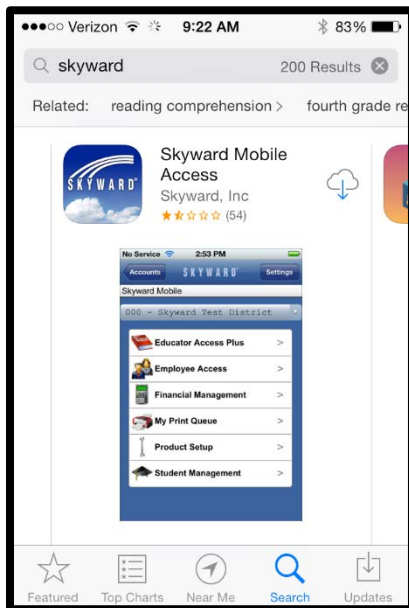 Verizon 9:22 AM 83%
skyward 200 Results
Related: reading comprehension > fourth grade re
SKYWARD
Skyward Mobile
Access
Skyward, Inc
(54)
No Service 2:53 PM
Accounts SKYWARD Settings
Skyward Mobile
000 - Skyward Test District
Educator Access Plus >
Employee Access >
Financial Management >
My Print Queue >
Product Setup >
Student Management >
Featured Top Charts Near Me Search Updates